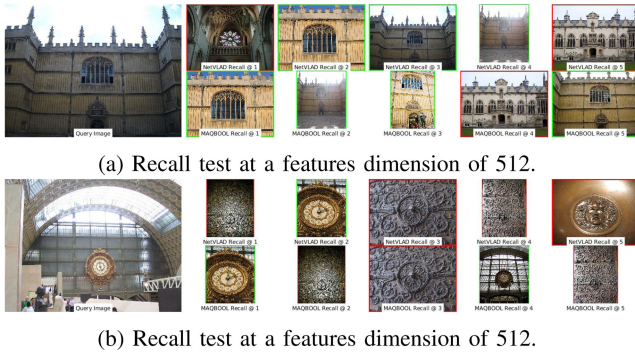 NetVLAD Recall @ 1
NetVLAD Recall @ 2
NetVLAD Recall @ 3
NetVLAD Recall @ 4
NetVLAD Recall @ 5
Query Image
MAQBOOL Recall @ 1
MAQBOOL Recall @ 2
MAQBOOL Recall @ 3
MAQBOOL Recall @ 4
MAQBOOL Recall @ 5
(a) Recall test at a features dimension of 512.
NetVLAD Recall @ 1
NetVLAD Recall @ 2
NetVLAD Recall @ 3
NetVLAD Recall @ 4
NetVLAD Recall @ 5
Query Image
MAQBOOL Recall @ 1
MAQBOOL Recall @ 2
MAQBOOL Recall @ 3
MAQBOOL Recall @ 4
MAQBOOL Recall @ 5
(b) Recall test at a features dimension of 512.